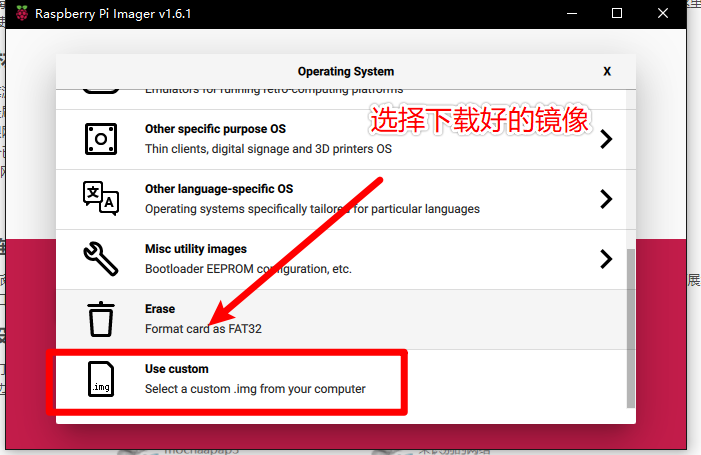 Raspberry Pi Imager v1.6.1
Operating System
X
Emulators for running retro-computing platforms
选择下载好的镜像
Other specific purpose OS
Thin clients, digital signage and 3D printers OS
Other language-specific OS
Operating systems specifically tailored for particular languages
Misc utility images
Bootloader EEPROM configuration, etc.
Erase
Format card as FAT32
.img
Use custom
Select a custom .img from your computer